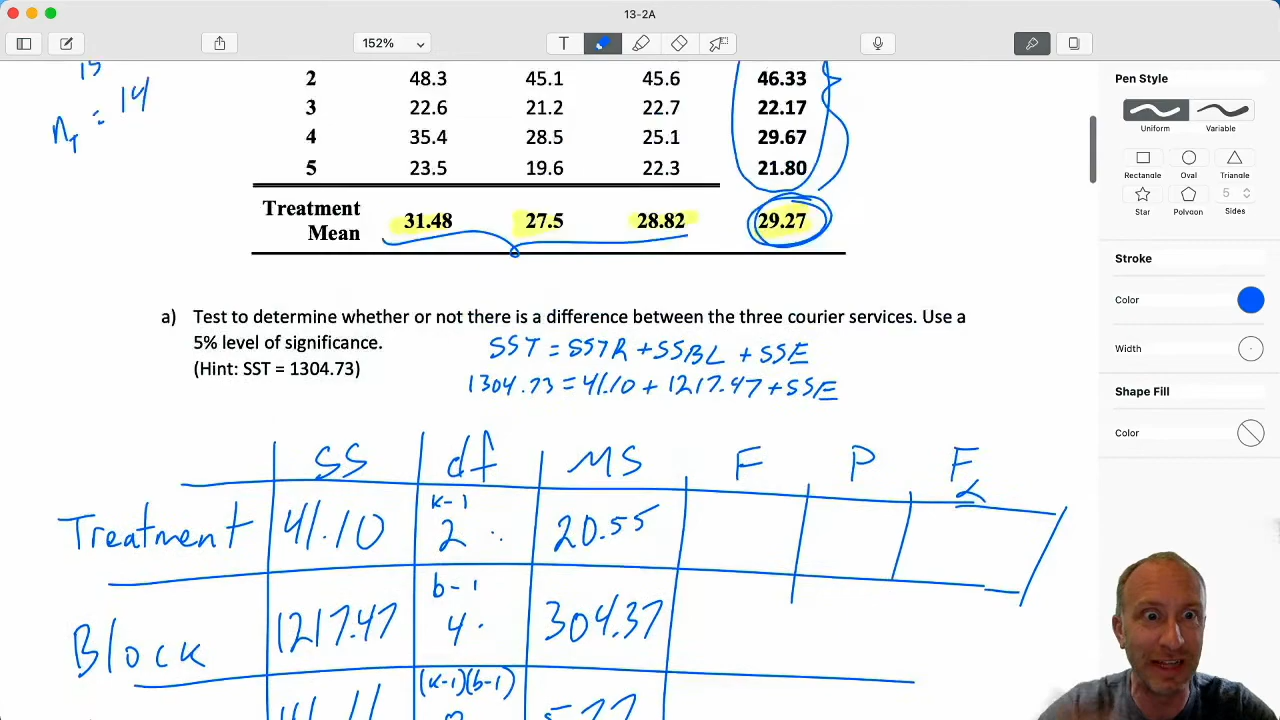 13-2A
152%
T
15
n_T = 14
2 48.3 45.1 45.6 46.33
3 22.6 21.2 22.7 22.17
4 35.4 28.5 25.1 29.67
5 23.5 19.6 22.3 21.80
Treatment Mean 31.48 27.5 28.82 29.27
a) Test to determine whether or not there is a difference between the three courier services. Use a
5% level of significance.
(Hint: SST = 1304.73)
SST = SSTR + SSBL + SSE
1304.73 = 41.10 + 1217.47 + SSE
SS df MS F P Fα
k-1
Treatment 41.10 2 20.55
b-1
Block 1217.47 4 304.37
(k-1)(b-1)
Pen Style
Uniform Variable
Rectangle Oval Triangle
5
Star Polygon Sides
Stroke
Color
Width
Shape Fill
Color